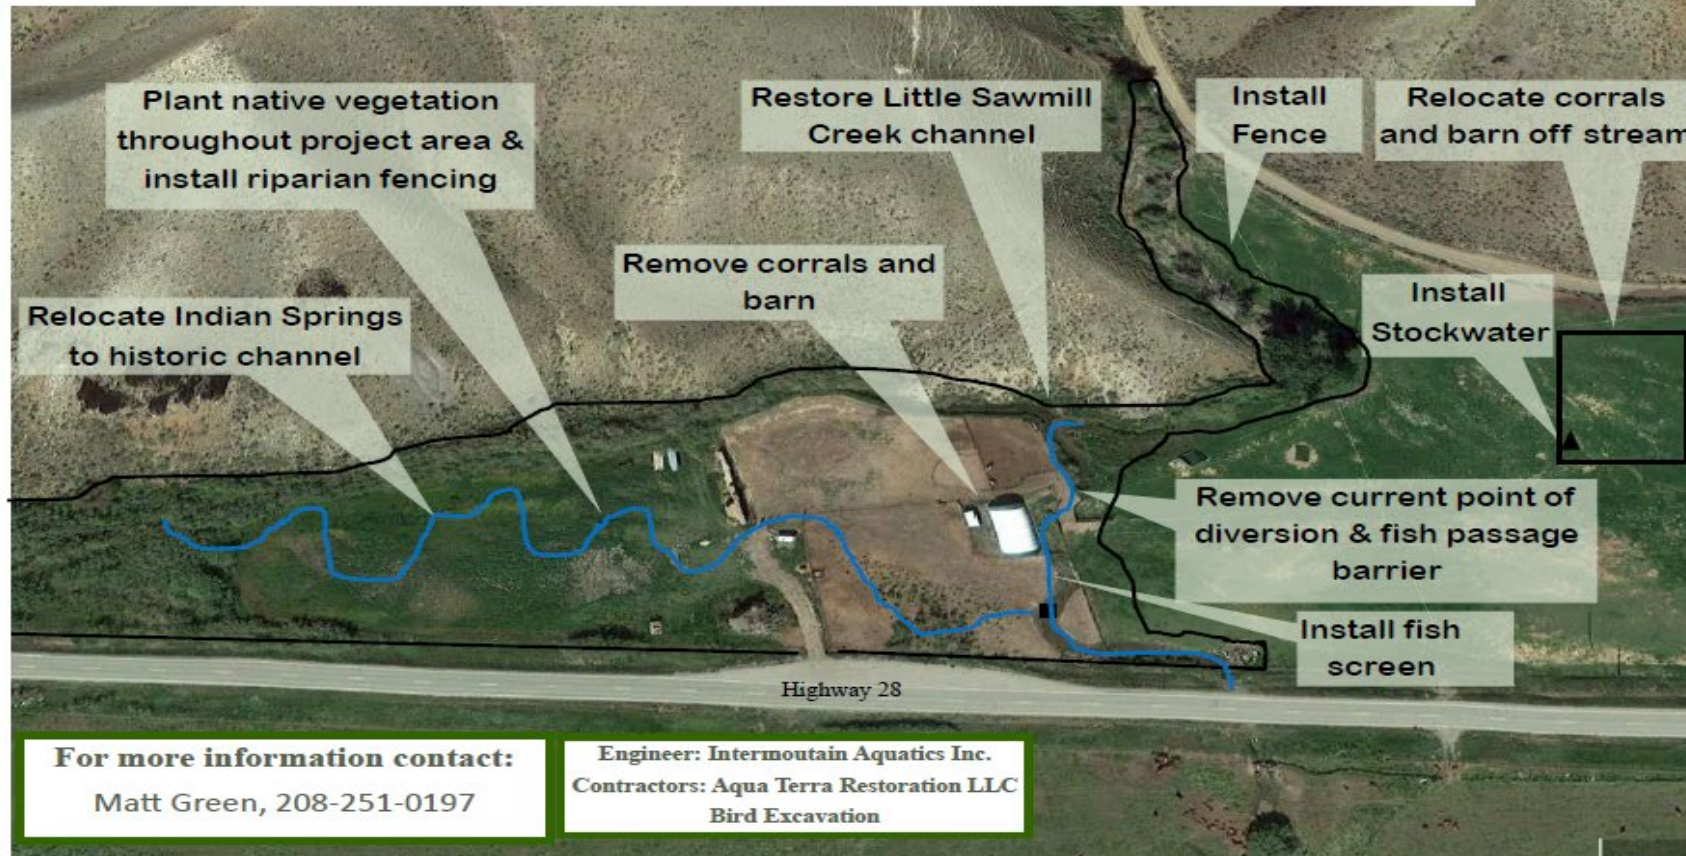 Plant native vegetation
throughout project area &
install riparian fencing
Restore Little Sawmill
Creek channel
Install
Fence
Relocate corrals
and barn off stream
Remove corrals and
barn
Relocate Indian Springs
to historic channel
Install
Stockwater
Remove current point of
diversion & fish passage
barrier
Install fish
screen
Highway 28
For more information contact:
Matt Green, 208-251-0197
Engineer: Intermoutain Aquatics Inc.
Contractors: Aqua Terra Restoration LLC
Bird Excavation